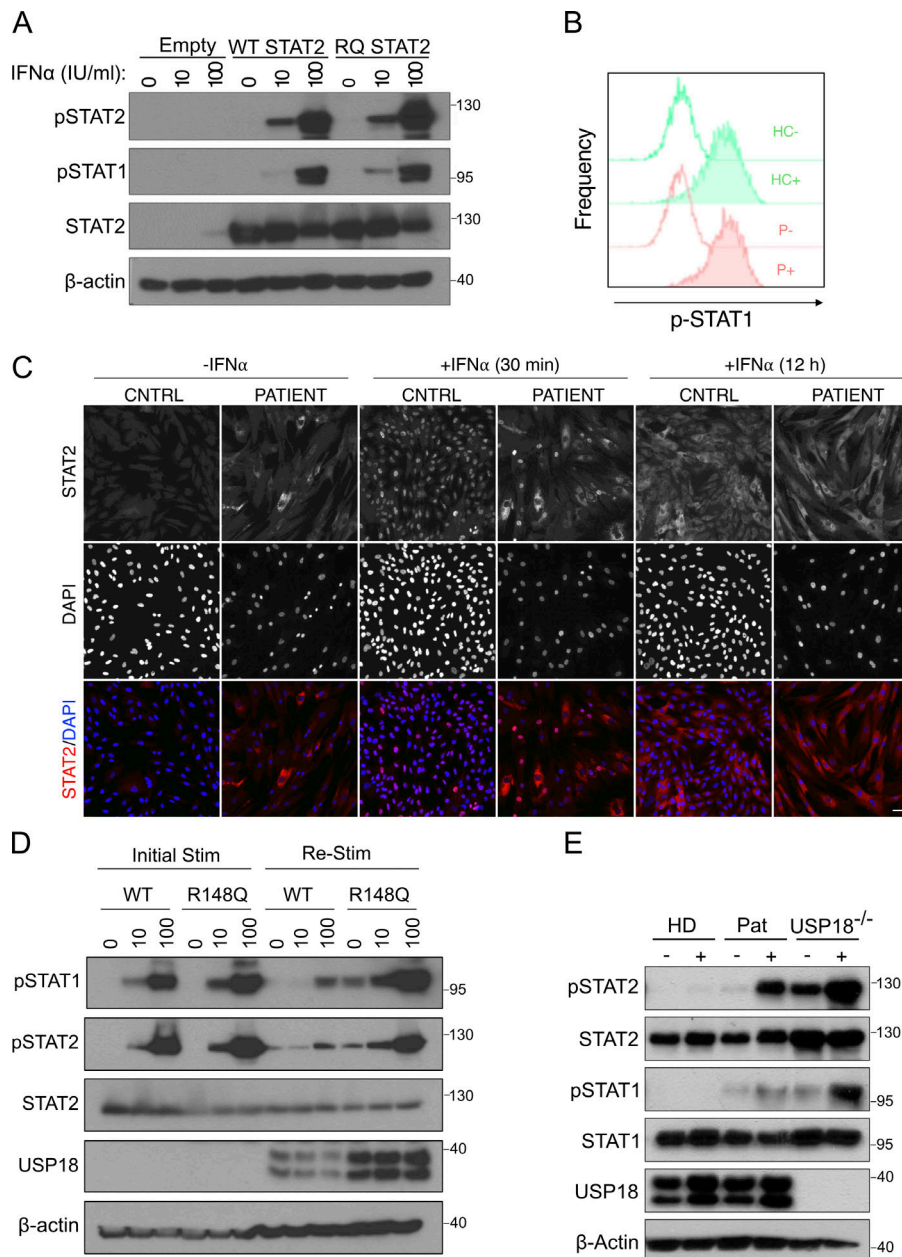 A
Empty WT STAT2 RQ STAT2
IFNα (IU/ml): 0 10 100 0 10 100 0 10 100
pSTAT2 130
pSTAT1 95
STAT2 130
β-actin 40
B
Frequency
HC-
HC+
P-
P+
p-STAT1
C
-IFNα +IFNα (30 min) +IFNα (12 h)
CNTRL PATIENT CNTRL PATIENT CNTRL PATIENT
STAT2
DAPI
STAT2/DAPI
D
Initial Stim Re-Stim
WT R148Q WT R148Q
0 10 100 0 10 100 0 10 100 0 10 100
pSTAT1 95
pSTAT2 130
STAT2 130
USP18 40
β-actin 40
E
HD Pat USP18-/-
- + - + - +
pSTAT2 130
STAT2 130
pSTAT1 95
STAT1 95
USP18 40
β-Actin 40